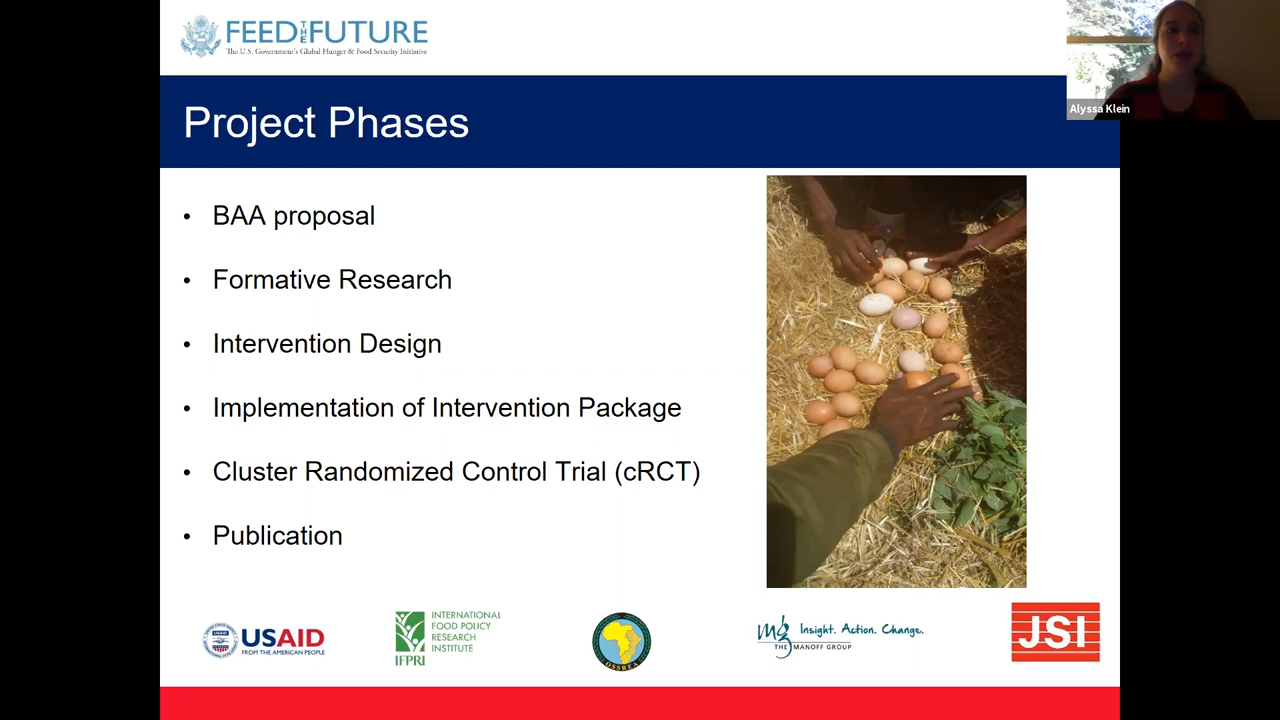 FEED THE FUTURE
The U.S. Government's Global Hunger & Food Security Initiative
Alyssa Klein
Project Phases
• BAA proposal
• Formative Research
• Intervention Design
• Implementation of Intervention Package
• Cluster Randomized Control Trial (cRCT)
• Publication
USAID
FROM THE AMERICAN PEOPLE
INTERNATIONAL
FOOD POLICY
RESEARCH
INSTITUTE
IFPRI
OSSREA
mg Insight. Action. Change.
THE MANOFF GROUP
JSI